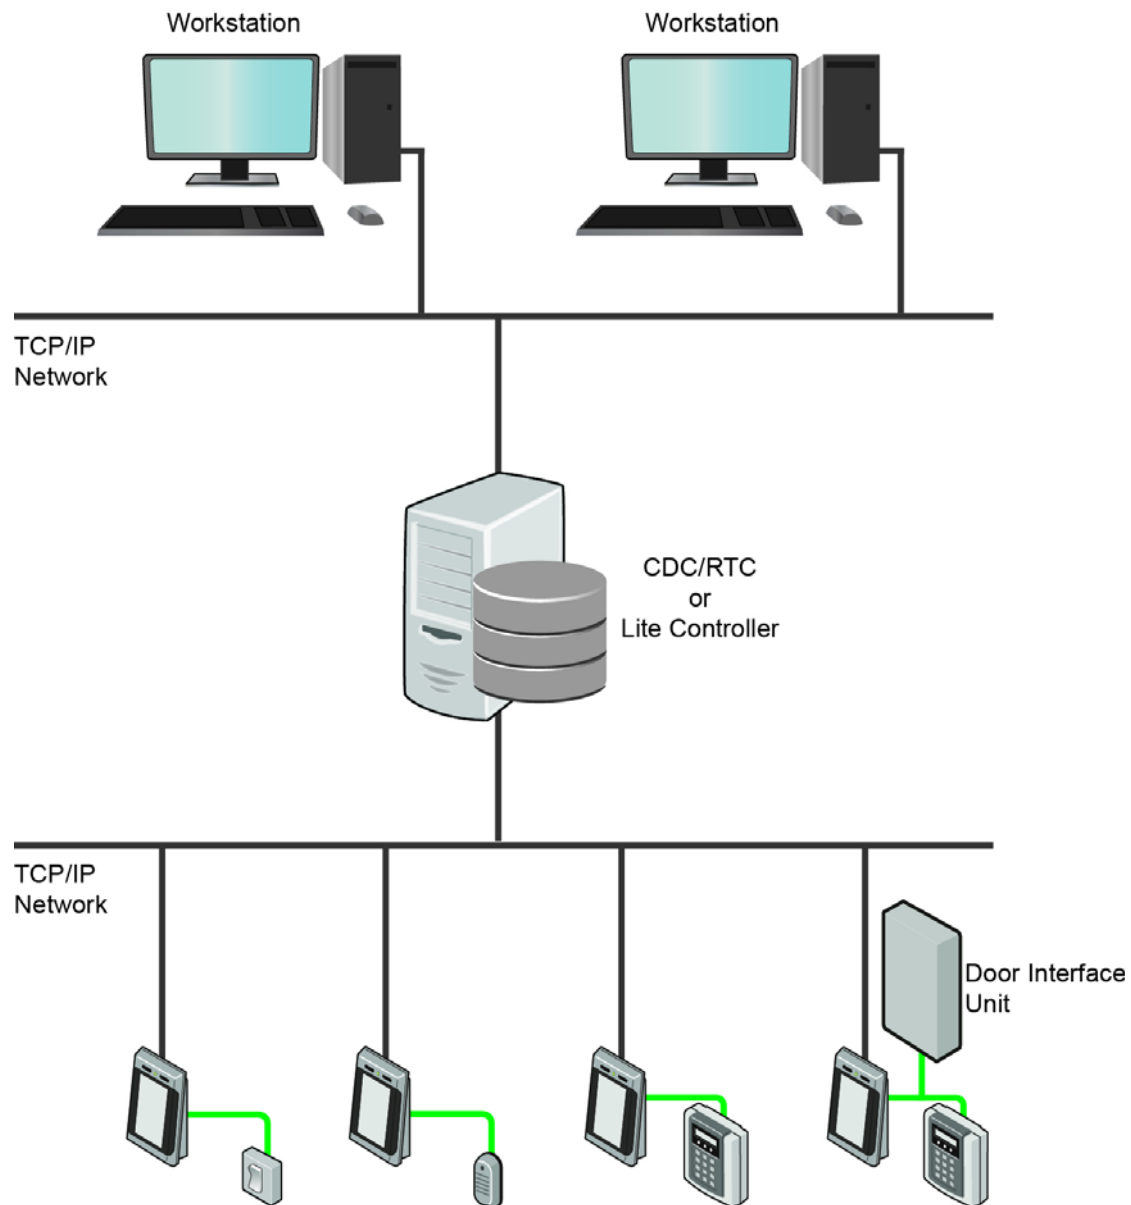 Workstation
Workstation
TCP/IP
Network
CDC/RTC
or
Lite Controller
TCP/IP
Network
Door Interface
Unit